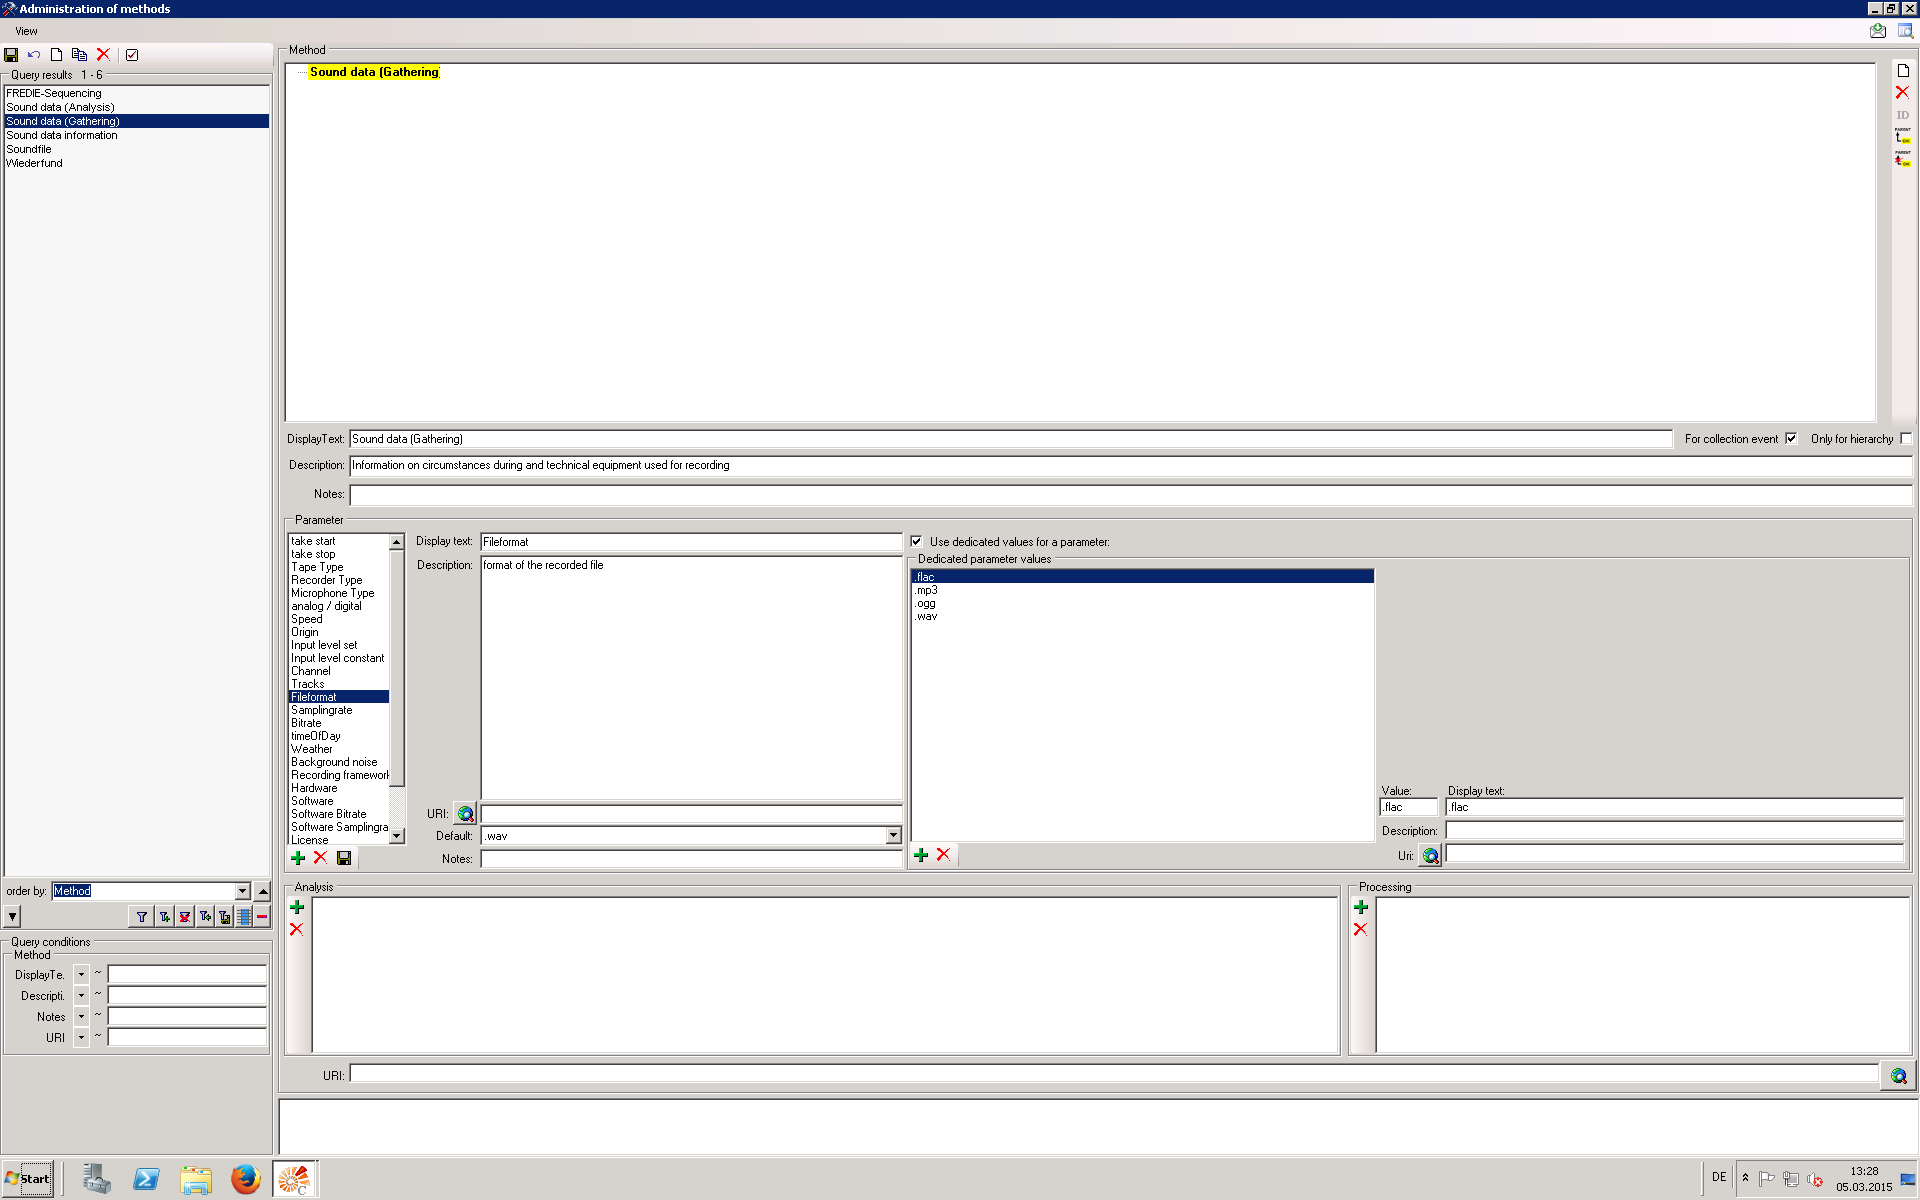 Administration of methods
View
Query results 1 - 6
FREDIE-Sequencing
Sound data (Analysis)
Sound data (Gathering)
Sound data information
Soundfile
Wiederfund
order by: Method
Query conditions
Method
DisplayTe.
~
Descripti.
~
Notes
~
URI
~
Method
Sound data (Gathering
ID
PARENT
PARENT
DisplayText: Sound data (Gathering)
For collection event
Only for hierarchy
Description: Information on circumstances during and technical equipment used for recording
Notes:
Parameter
take start
take stop
Tape Type
Recorder Type
Microphone Type
analog / digital
Speed
Origin
Input level set
Input level constant
Channel
Tracks
Fileformat
Samplingrate
Bitrate
timeOfDay
Weather
Background noise
Recording framework
Hardware
Software
Software Bitrate
Software Samplingra
License
Display text: Fileformat
Description: format of the recorded file
URI:
Default: .wav
Notes:
Use dedicated values for a parameter:
Dedicated parameter values
.flac
.mp3
.ogg
.wav
Value: Display text:
.flac .flac
Description:
Uri:
Analysis
Processing
URI:
Start
C
DE
13:28
05.03.2015